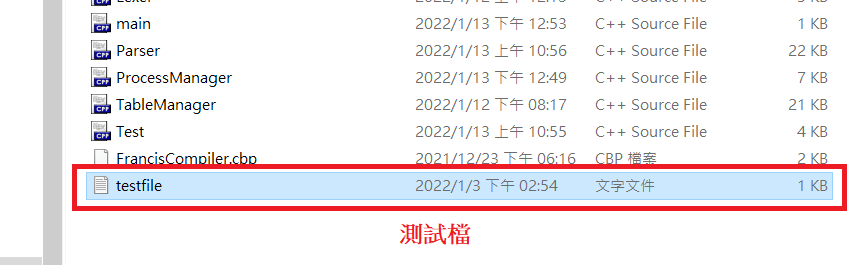 main 2022/1/13 下午 12:53 C++ Source File 1 KB
Parser 2022/1/13 上午 10:56 C++ Source File 22 KB
ProcessManager 2022/1/13 下午 12:49 C++ Source File 7 KB
TableManager 2022/1/12 下午 08:17 C++ Source File 21 KB
Test 2022/1/13 上午 10:55 C++ Source File 4 KB
FrancisCompiler.cbp 2021/12/23 下午 06:16 CBP 檔案 2 KB
testfile 2022/1/3 下午 02:54 文字文件 1 KB
測試檔